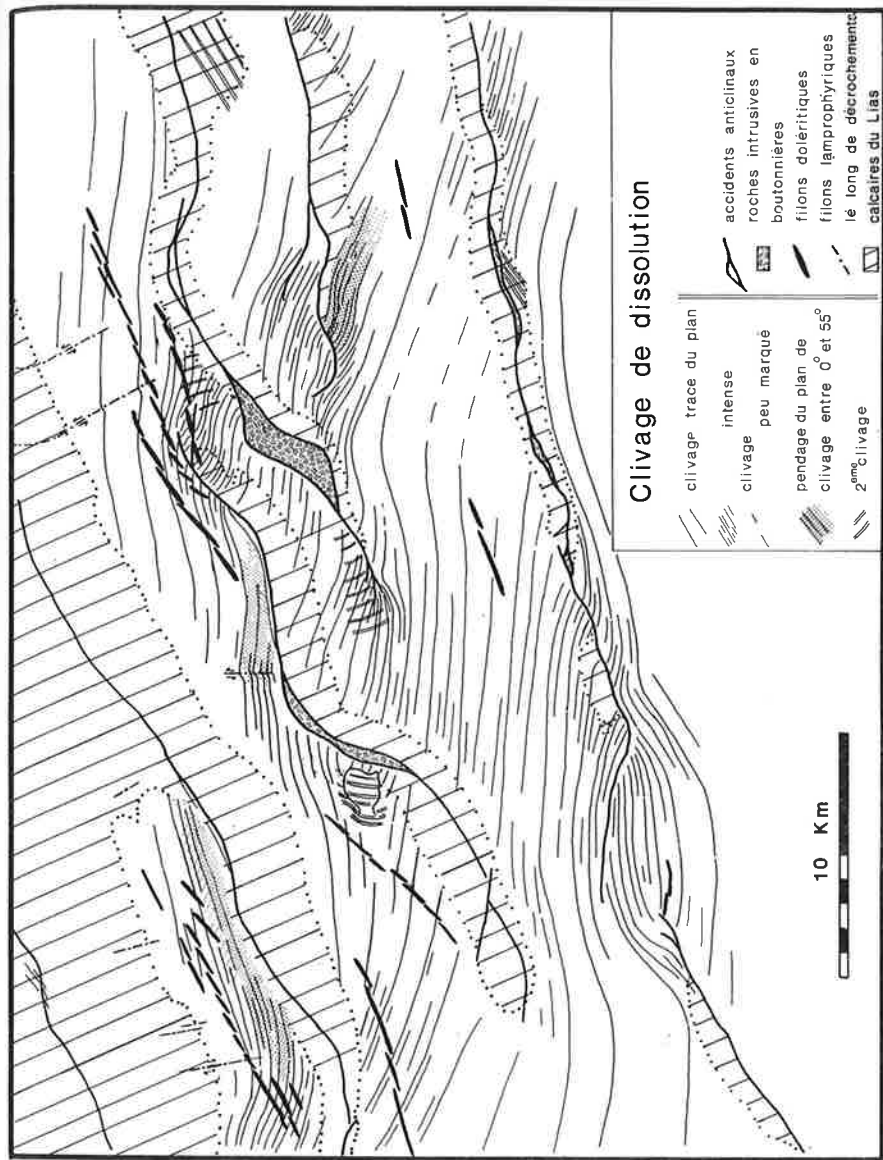 Clivage de dissolution
clivage trace du plan
intense
clivage
peu marqué
pendage du plan de
clivage entre 0° et 55°
2eme clivage
accidents anticlinaux
roches intrusives en
boutonnières
filons doléritiques
filons lamprophyriques
le long de décrochements
calcaires du Lias
10 Km